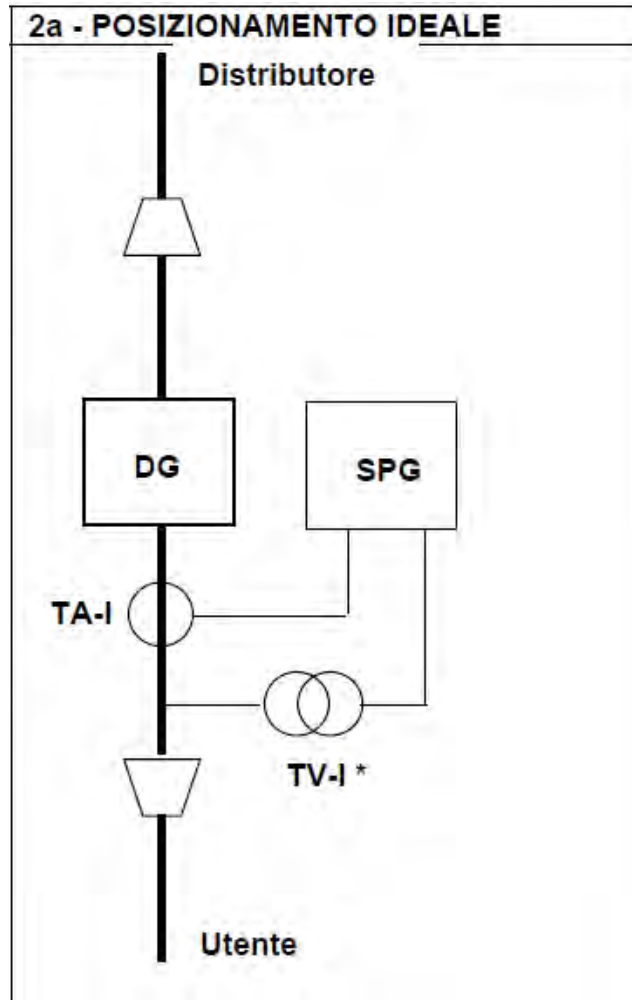 2a - POSIZIONAMENTO IDEALE
Distributore
DG
SPG
TA-I
TV-I *
Utente